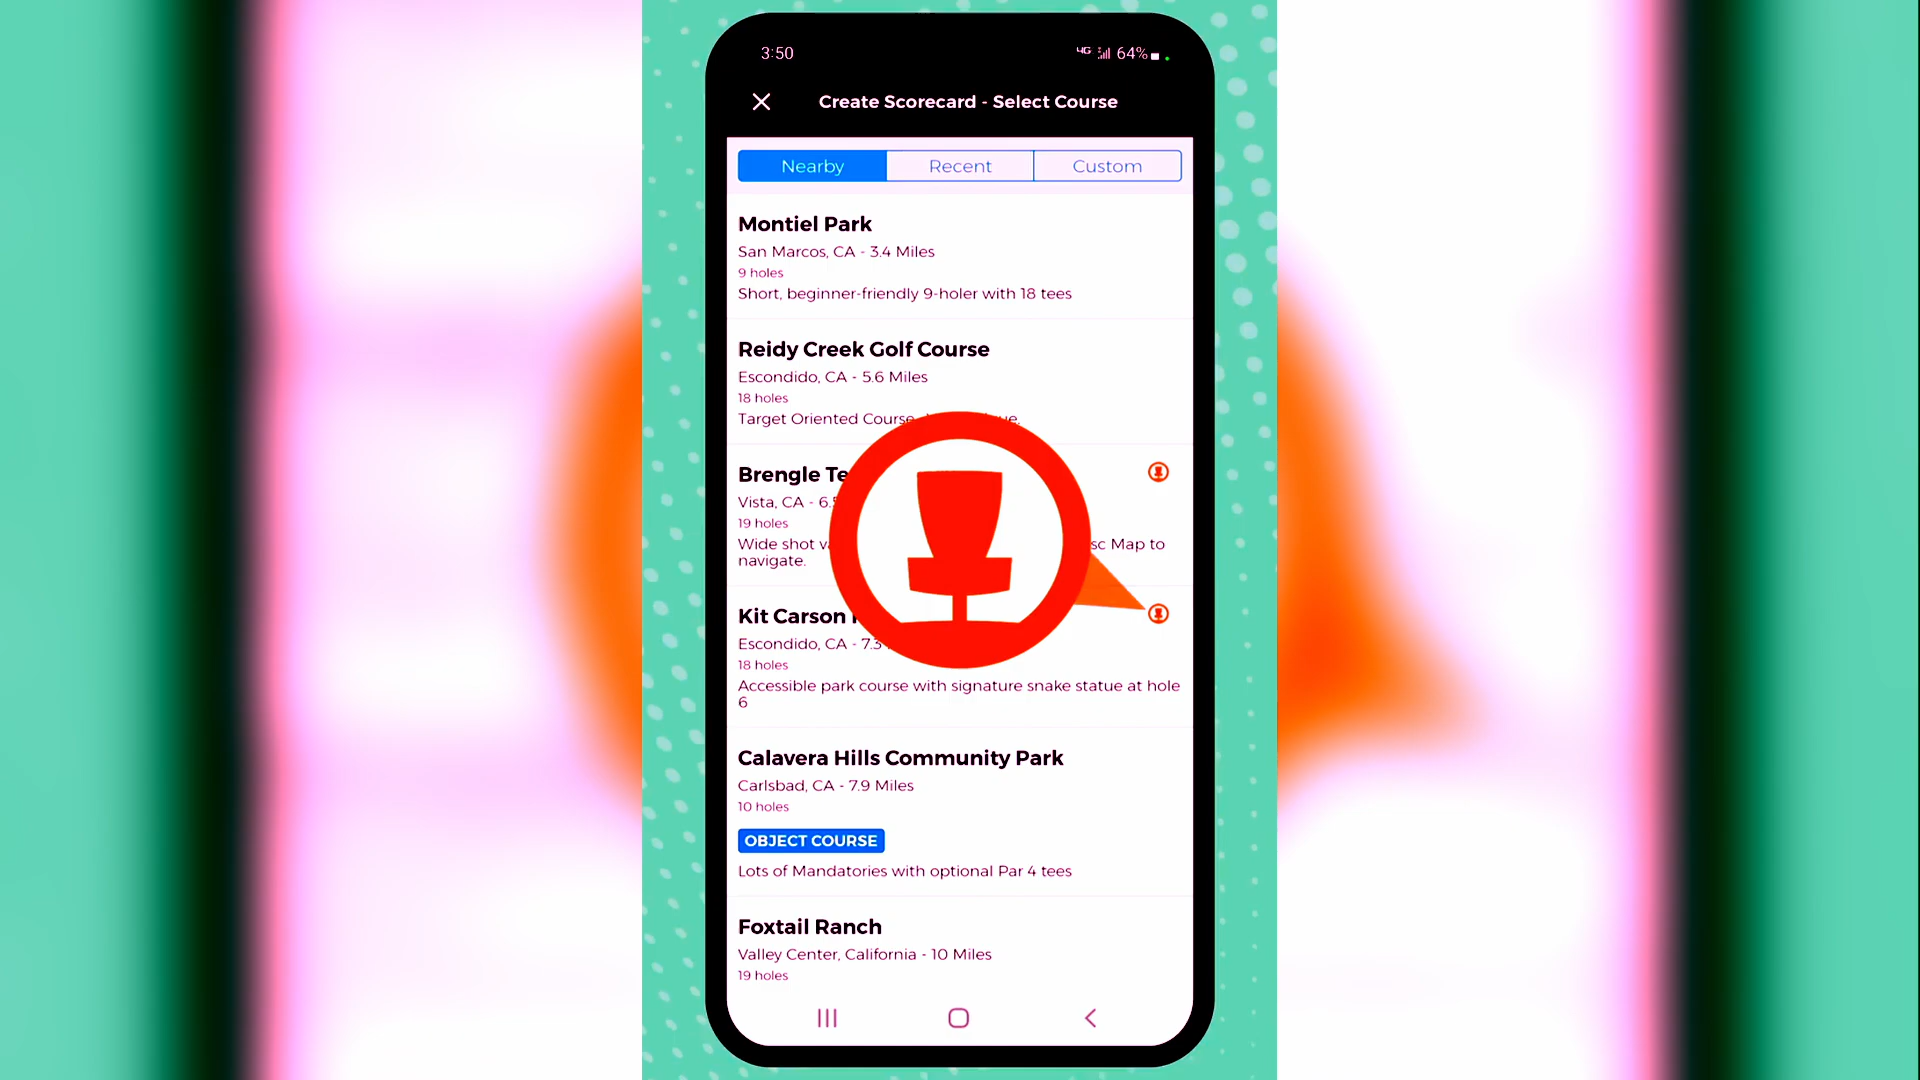 3:50
4G 64%
Create Scorecard - Select Course
Nearby Recent Custom
Montiel Park
San Marcos, CA - 3.4 Miles
9 holes
Short, beginner-friendly 9-holer with 18 tees
Reidy Creek Golf Course
Escondido, CA - 5.6 Miles
18 holes
Target Oriented Course
Brengle
Vista, CA -
19 holes
Wide shot sc Map to
navigate.
Kit Carson
Escondido, CA - 7.3
18 holes
Accessible park course with signature snake statue at hole
6
Calavera Hills Community Park
Carlsbad, CA - 7.9 Miles
10 holes
OBJECT COURSE
Lots of Mandatories with optional Par 4 tees
Foxtail Ranch
Valley Center, California - 10 Miles
19 holes